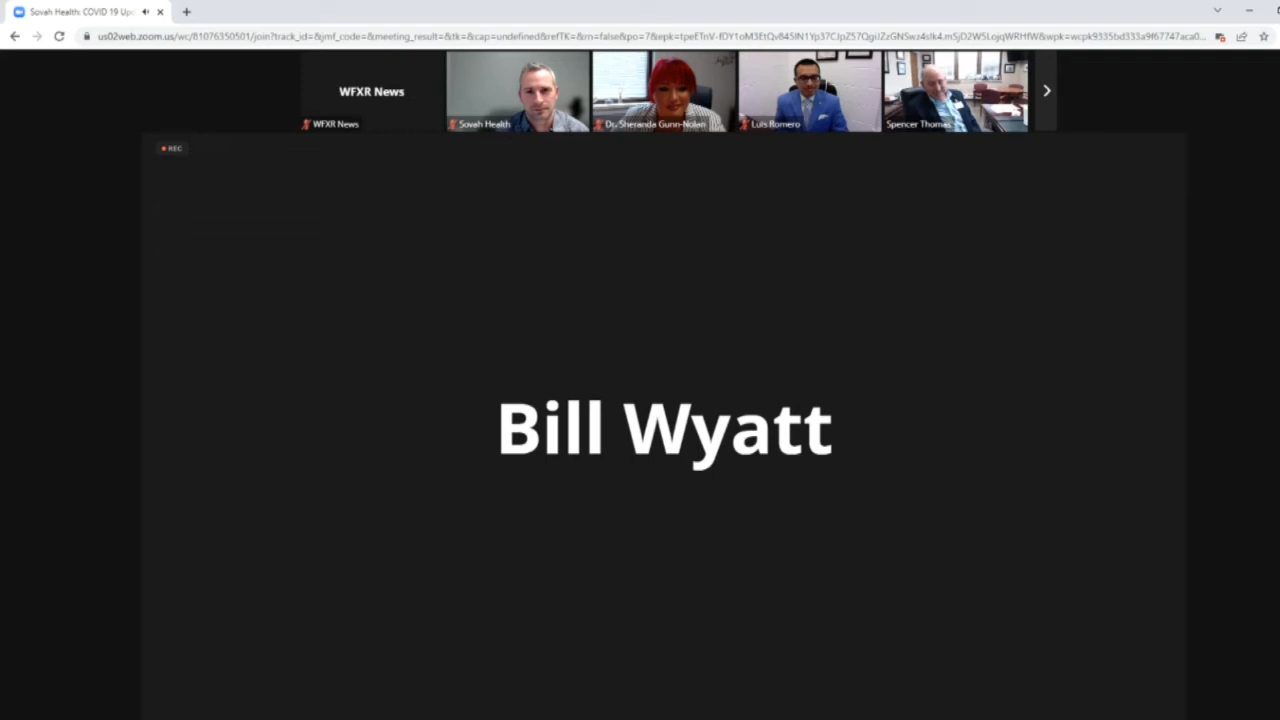 Sovah Health: COVID 19 Up
WFXR News
WFXR News
Sovah Health
Dr. Sheranda Gunn-Nolan
Luis Romero
Spencer Thomas
REC
Bill Wyatt